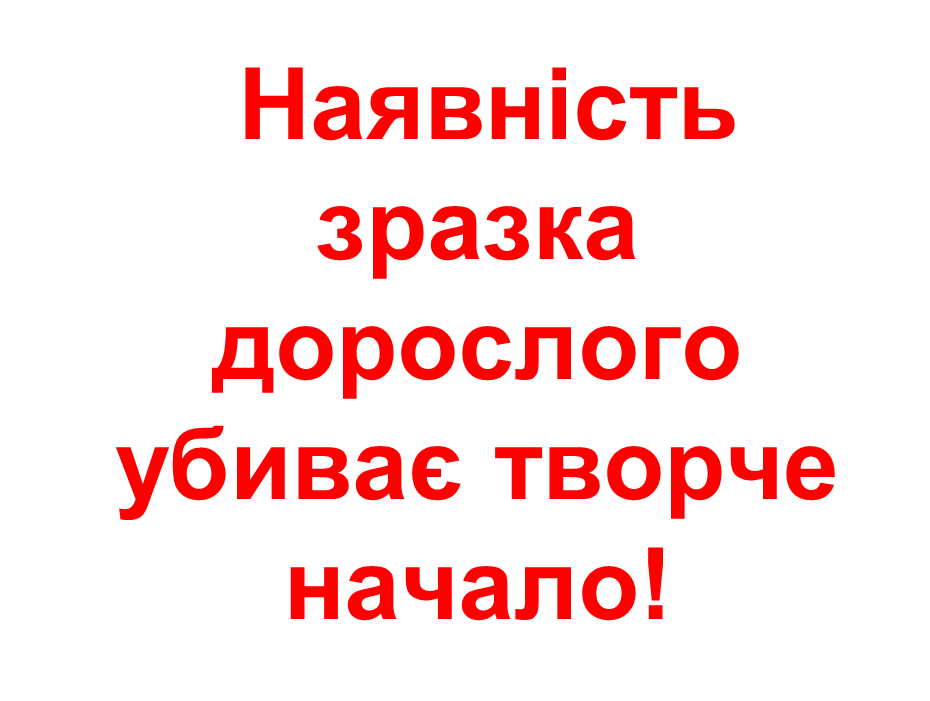 Наявність
зразка
дорослого
убиває творче
начало!